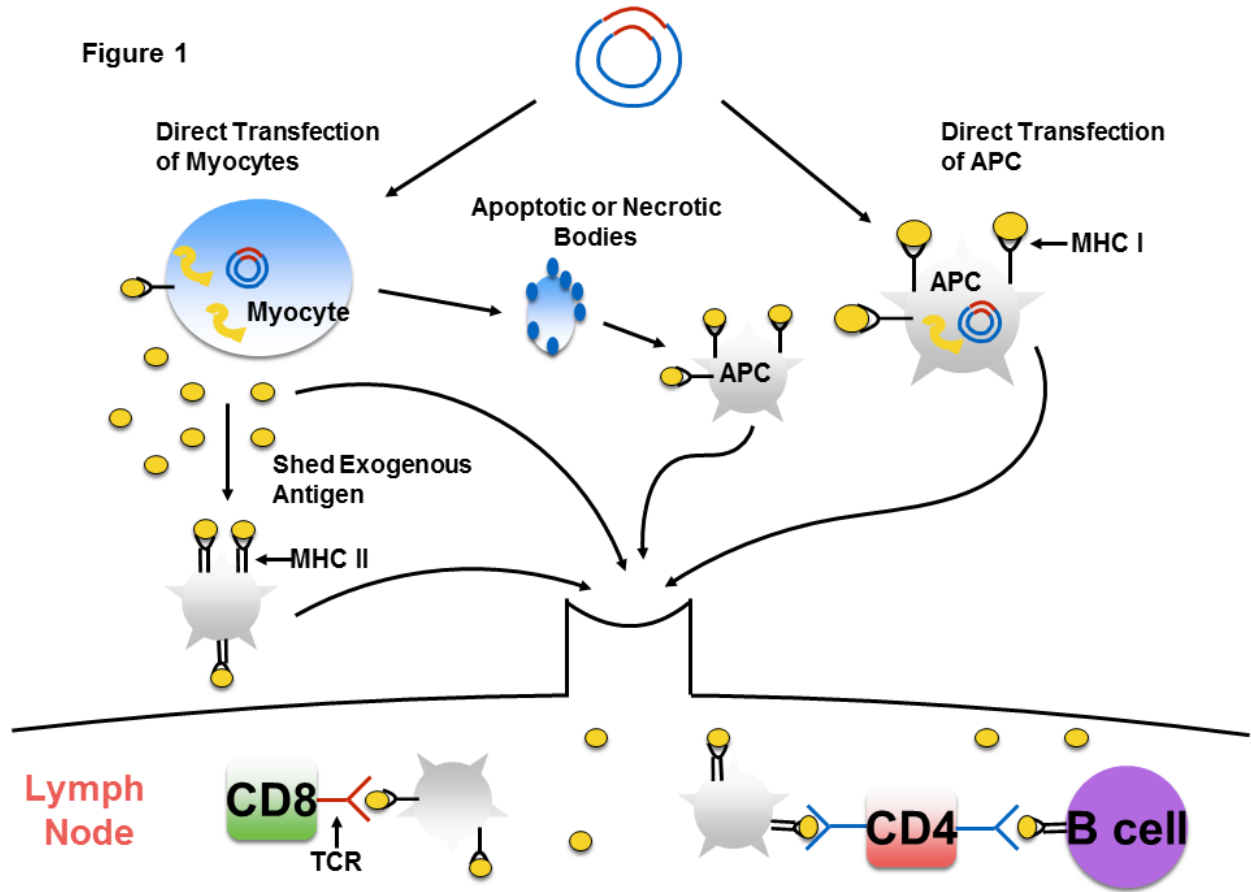 Figure 1
Direct Transfection
of Myocytes
Direct Transfection
of APC
Apoptotic or Necrotic
Bodies
MHC I
APC
Myocyte
APC
Shed Exogenous
Antigen
MHC II
Lymph
Node
CD8
TCR
CD4
B cell